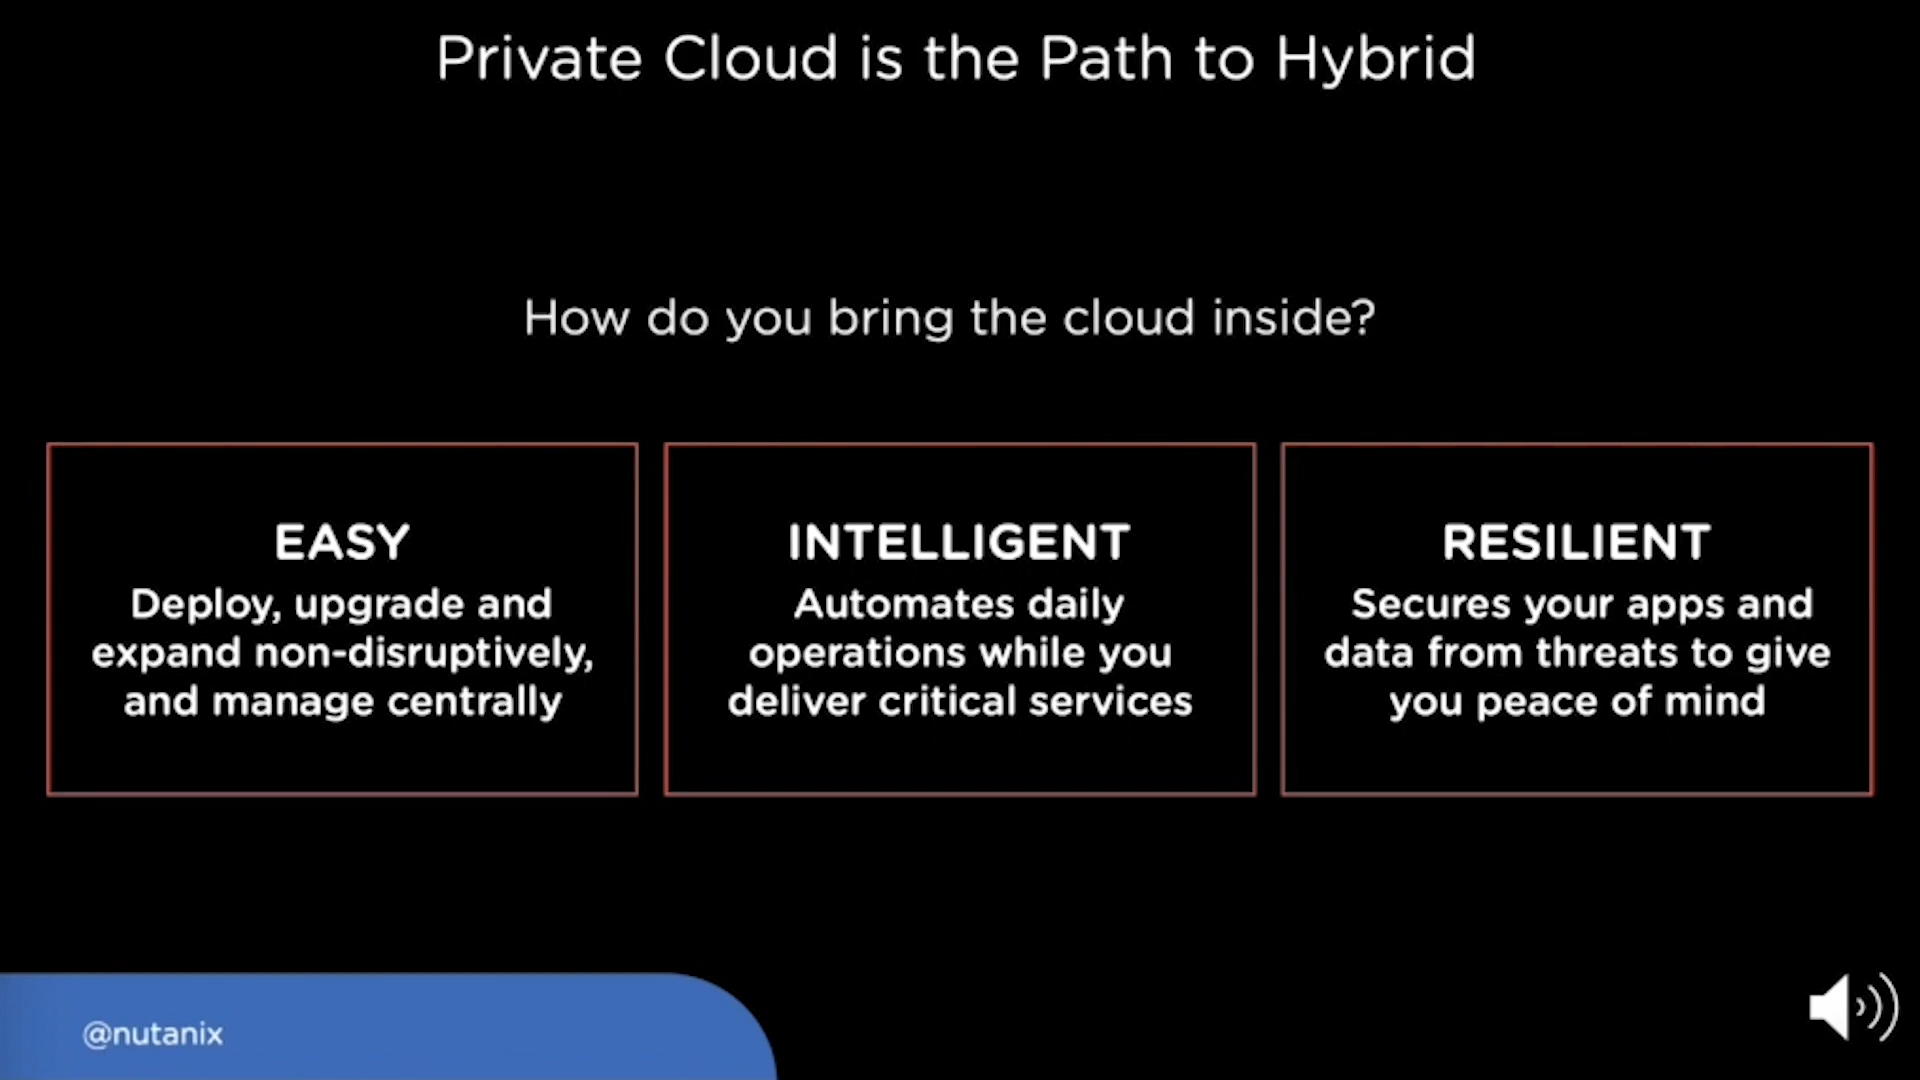 Private Cloud is the Path to Hybrid
How do you bring the cloud inside?
EASY
Deploy, upgrade and
expand non-disruptively,
and manage centrally
INTELLIGENT
Automates daily
operations while you
deliver critical services
RESILIENT
Secures your apps and
data from threats to give
you peace of mind
@nutanix